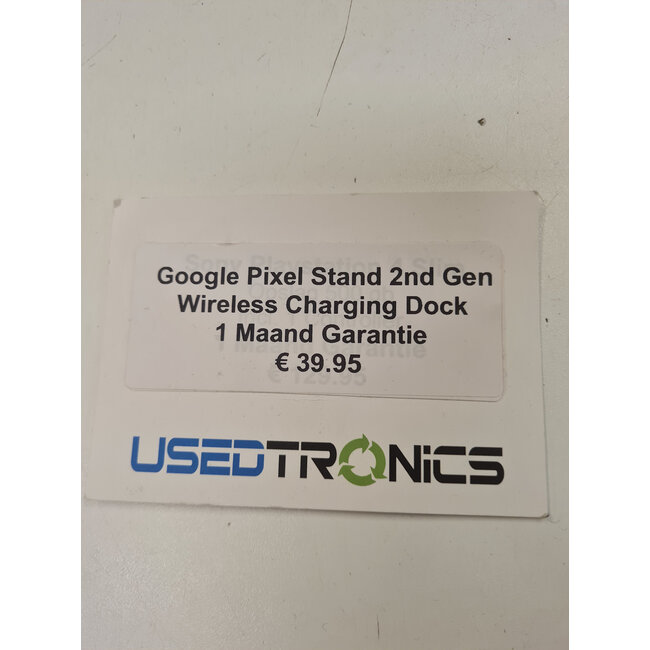 Google Pixel Stand 2nd Gen
Wireless Charging Dock
1 Maand Garantie
€ 39.95
USEDTRONiCS